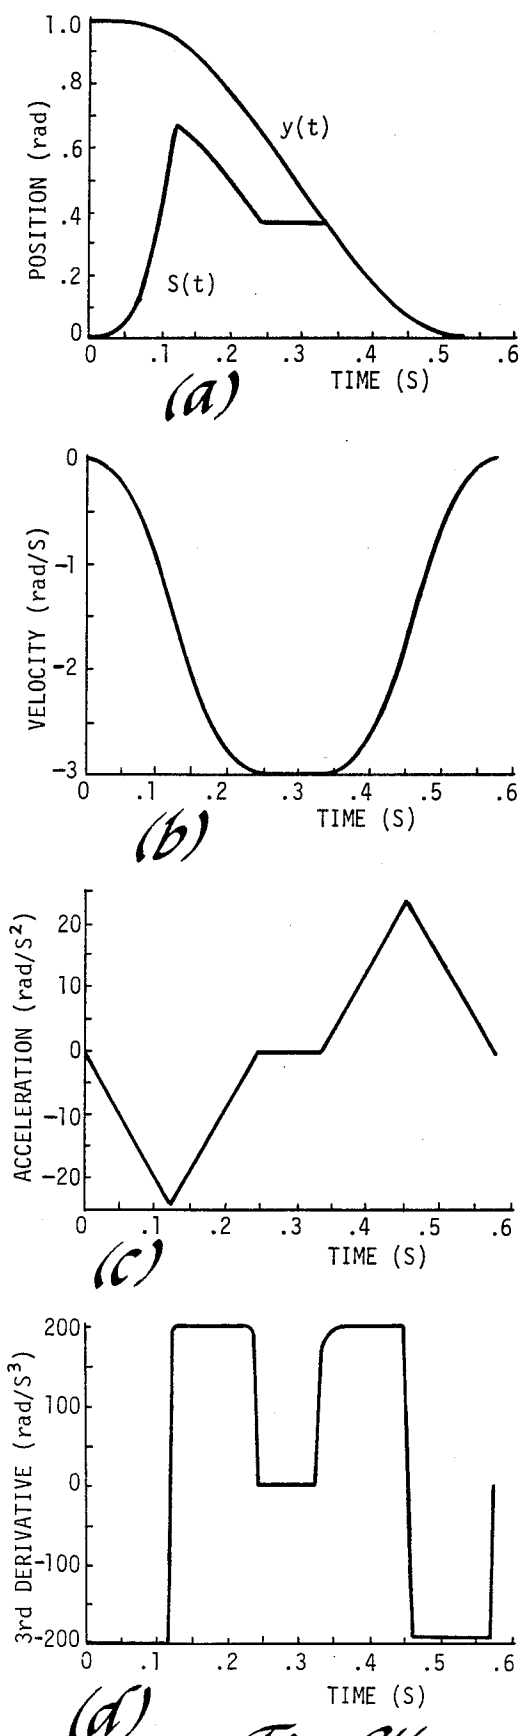 1.0
.8
.6
.4
.2
0
POSITION (rad)
y(t)
S(t)
0 .1 .2 .3 .4 .5 .6
TIME (S)
(a)
0
-1
-2
-3
VELOCITY (rad/S)
0 .1 .2 .3 .4 .5 .6
TIME (S)
(b)
20
10
0
-10
-20
ACCELERATION (rad/S²)
0 .1 .2 .3 .4 .5 .6
TIME (S)
(c)
200
100
0
-100
-200
3rd DERIVATIVE (rad/S³)
0 .1 .2 .3 .4 .5 .6
TIME (S)
(d)